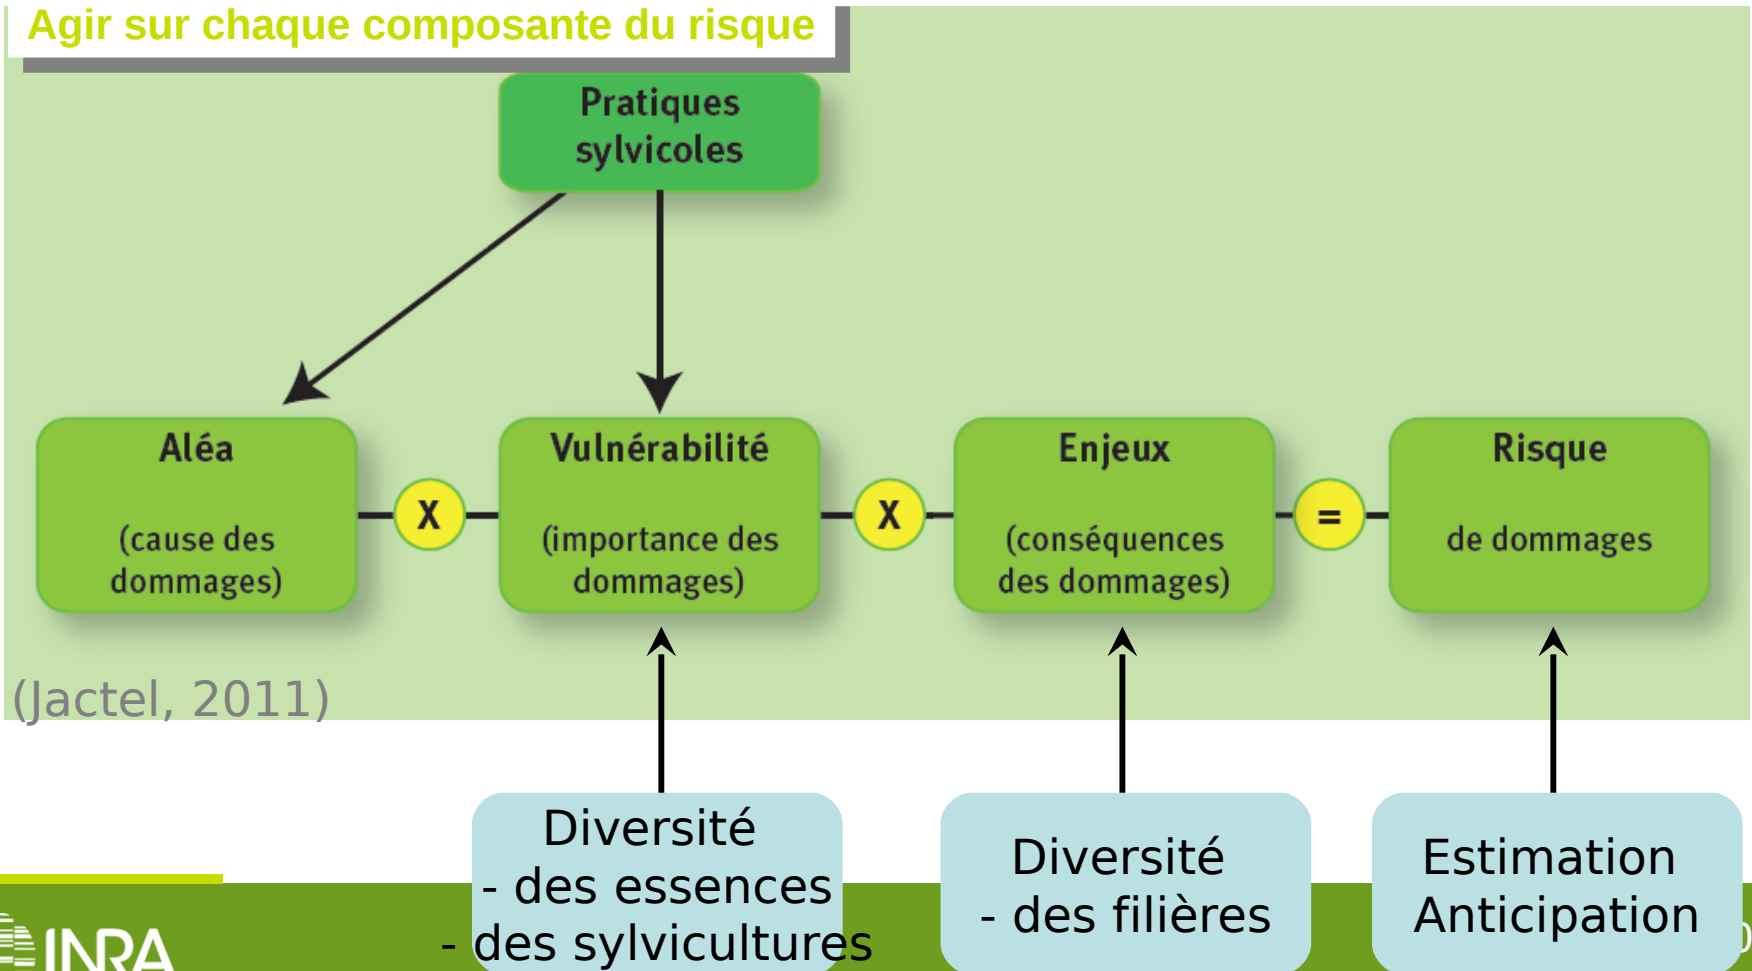 Agir sur chaque composante du risque
Pratiques
sylvicoles
Aléa
(cause des
dommages)
X
Vulnérabilité
(importance des
dommages)
X
Enjeux
(conséquences
des dommages)
=
Risque
de dommages
(Jactel, 2011)
Diversité
- des essences
- des sylvicultures
Diversité
- des filières
Estimation
Anticipation
INRA